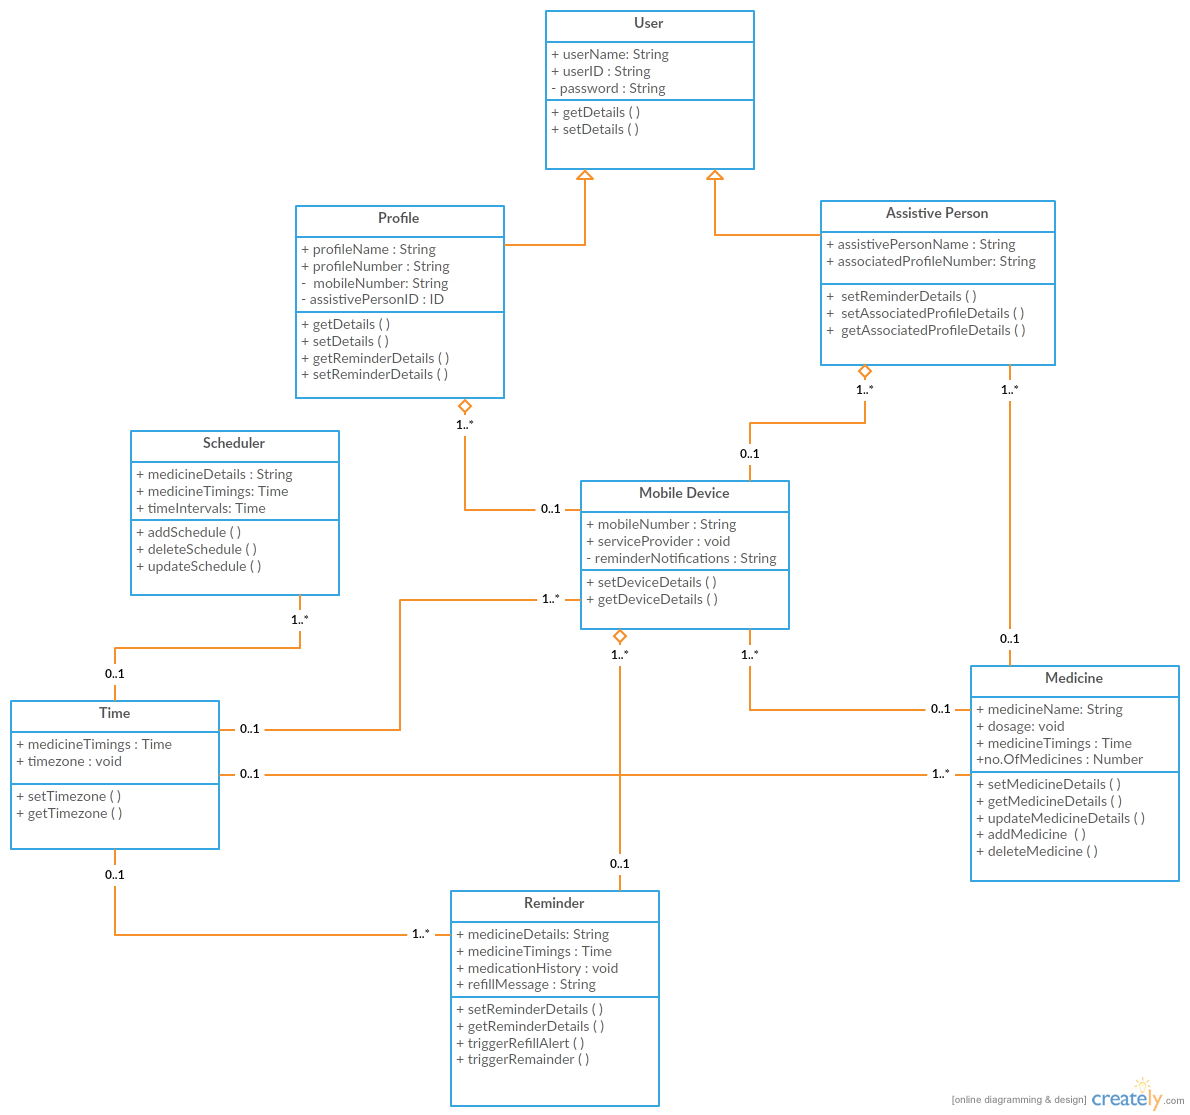 User
+ userName: String
+ userID : String
- password : String
+ getDetails ( )
+ setDetails ( )
Profile
+ profileName : String
+ profileNumber : String
-  mobileNumber: String
- assistivePersonID : ID
+ getDetails ( )
+ setDetails ( )
+ getReminderDetails ( )
+ setReminderDetails ( )
Assistive Person
+ assistivePersonName : String
+ associatedProfileNumber: String
+  setReminderDetails ( )
+  setAssociatedProfileDetails ( )
+  getAssociatedProfileDetails ( )
1..*
1..*
1..*
0..1
Scheduler
+ medicineDetails : String
+ medicineTimings: Time
+ timeIntervals: Time
+ addSchedule ( )
+ deleteSchedule ( )
+ updateSchedule ( )
0..1
Mobile Device
+ mobileNumber : String
+ serviceProvider : void
- reminderNotifications : String
+ setDeviceDetails ( )
+ getDeviceDetails ( )
1..*
1..*
0..1
1..*
1..*
0..1
Time
+ medicineTimings : Time
+ timezone : void
+ setTimezone ( )
+ getTimezone ( )
0..1
0..1
0..1
1..*
Medicine
+ medicineName: String
+ dosage: void
+ medicineTimings : Time
+no.OfMedicines : Number
+ setMedicineDetails ( )
+ getMedicineDetails ( )
+ updateMedicineDetails ( )
+ addMedicine  ( )
+ deleteMedicine ( )
0..1
0..1
1..*
Reminder
+ medicineDetails: String
+ medicineTimings : Time
+ medicationHistory : void
+ refillMessage : String
+ setReminderDetails ( )
+ getReminderDetails ( )
+ triggerRefillAlert ( )
+ triggerRemainder ( )
[online diagramming & design] creately.com